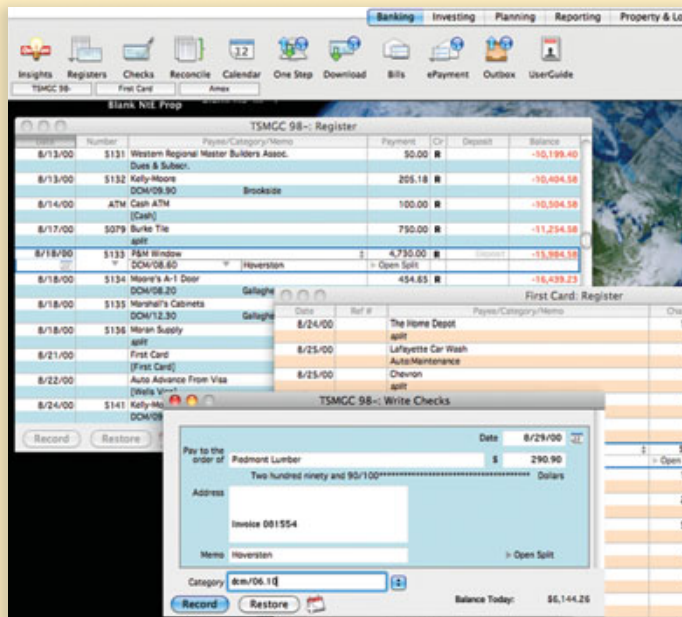 Banking Investing Planning Reporting Property & Lo
Insights Registers Checks Reconcile Calendar One Step Download Bills ePayment Outbox UserGuide
TSMGC 98- First Card Amex
Blank NtE Prop
TSMGC 98-: Register
Number Payee/Category/Memo Payment Clr Deposit Balance
8/13/00 5131 Western Regional Master Builders Assoc. 50.00 R -10,199.40
Dues & Subscr.
8/13/00 5132 Kelly-Moore 205.18 R -10,404.58
DCM/09.90 Brookside
8/14/00 ATM Cash ATM 100.00 R -10,504.58
[Cash]
8/17/00 5079 Burke Tile 750.00 R -11,254.58
split
8/18/00 5133 P&M Window 4,730.00 R Deposit -15,984.58
DCM/08.60 Hoversten Open Split
8/18/00 5134 Moore's A-1 Door 454.65 R -16,439.23
DCM/08.20 Gallaghe
8/18/00 5135 Marshall's Cabinets
DCM/12.30 Gallaghe
8/18/00 5136 Moran Supply
split
8/21/00 First Card
[First Card]
8/22/00 Auto Advance From Visa
[Wells Visa]
8/24/00 5141 Kelly-Mo
DCM/09
Record Restore
First Card: Register
Date Ref # Payee/Category/Memo Cha
8/24/00 The Home Depot
split
8/25/00 Lafayette Car Wash
Auto:Maintenance
8/25/00 Chevron
split
Open
TSMGC 98-: Write Checks
Date 8/29/00
Pay to the order of Piedmont Lumber $ 290.90
Two hundred ninety and 90/100 Dollars
Address
Invoice 081554
Memo Hoversten Open Split
Category dcm/06.10
Record Restore Balance Today: $6,144.26